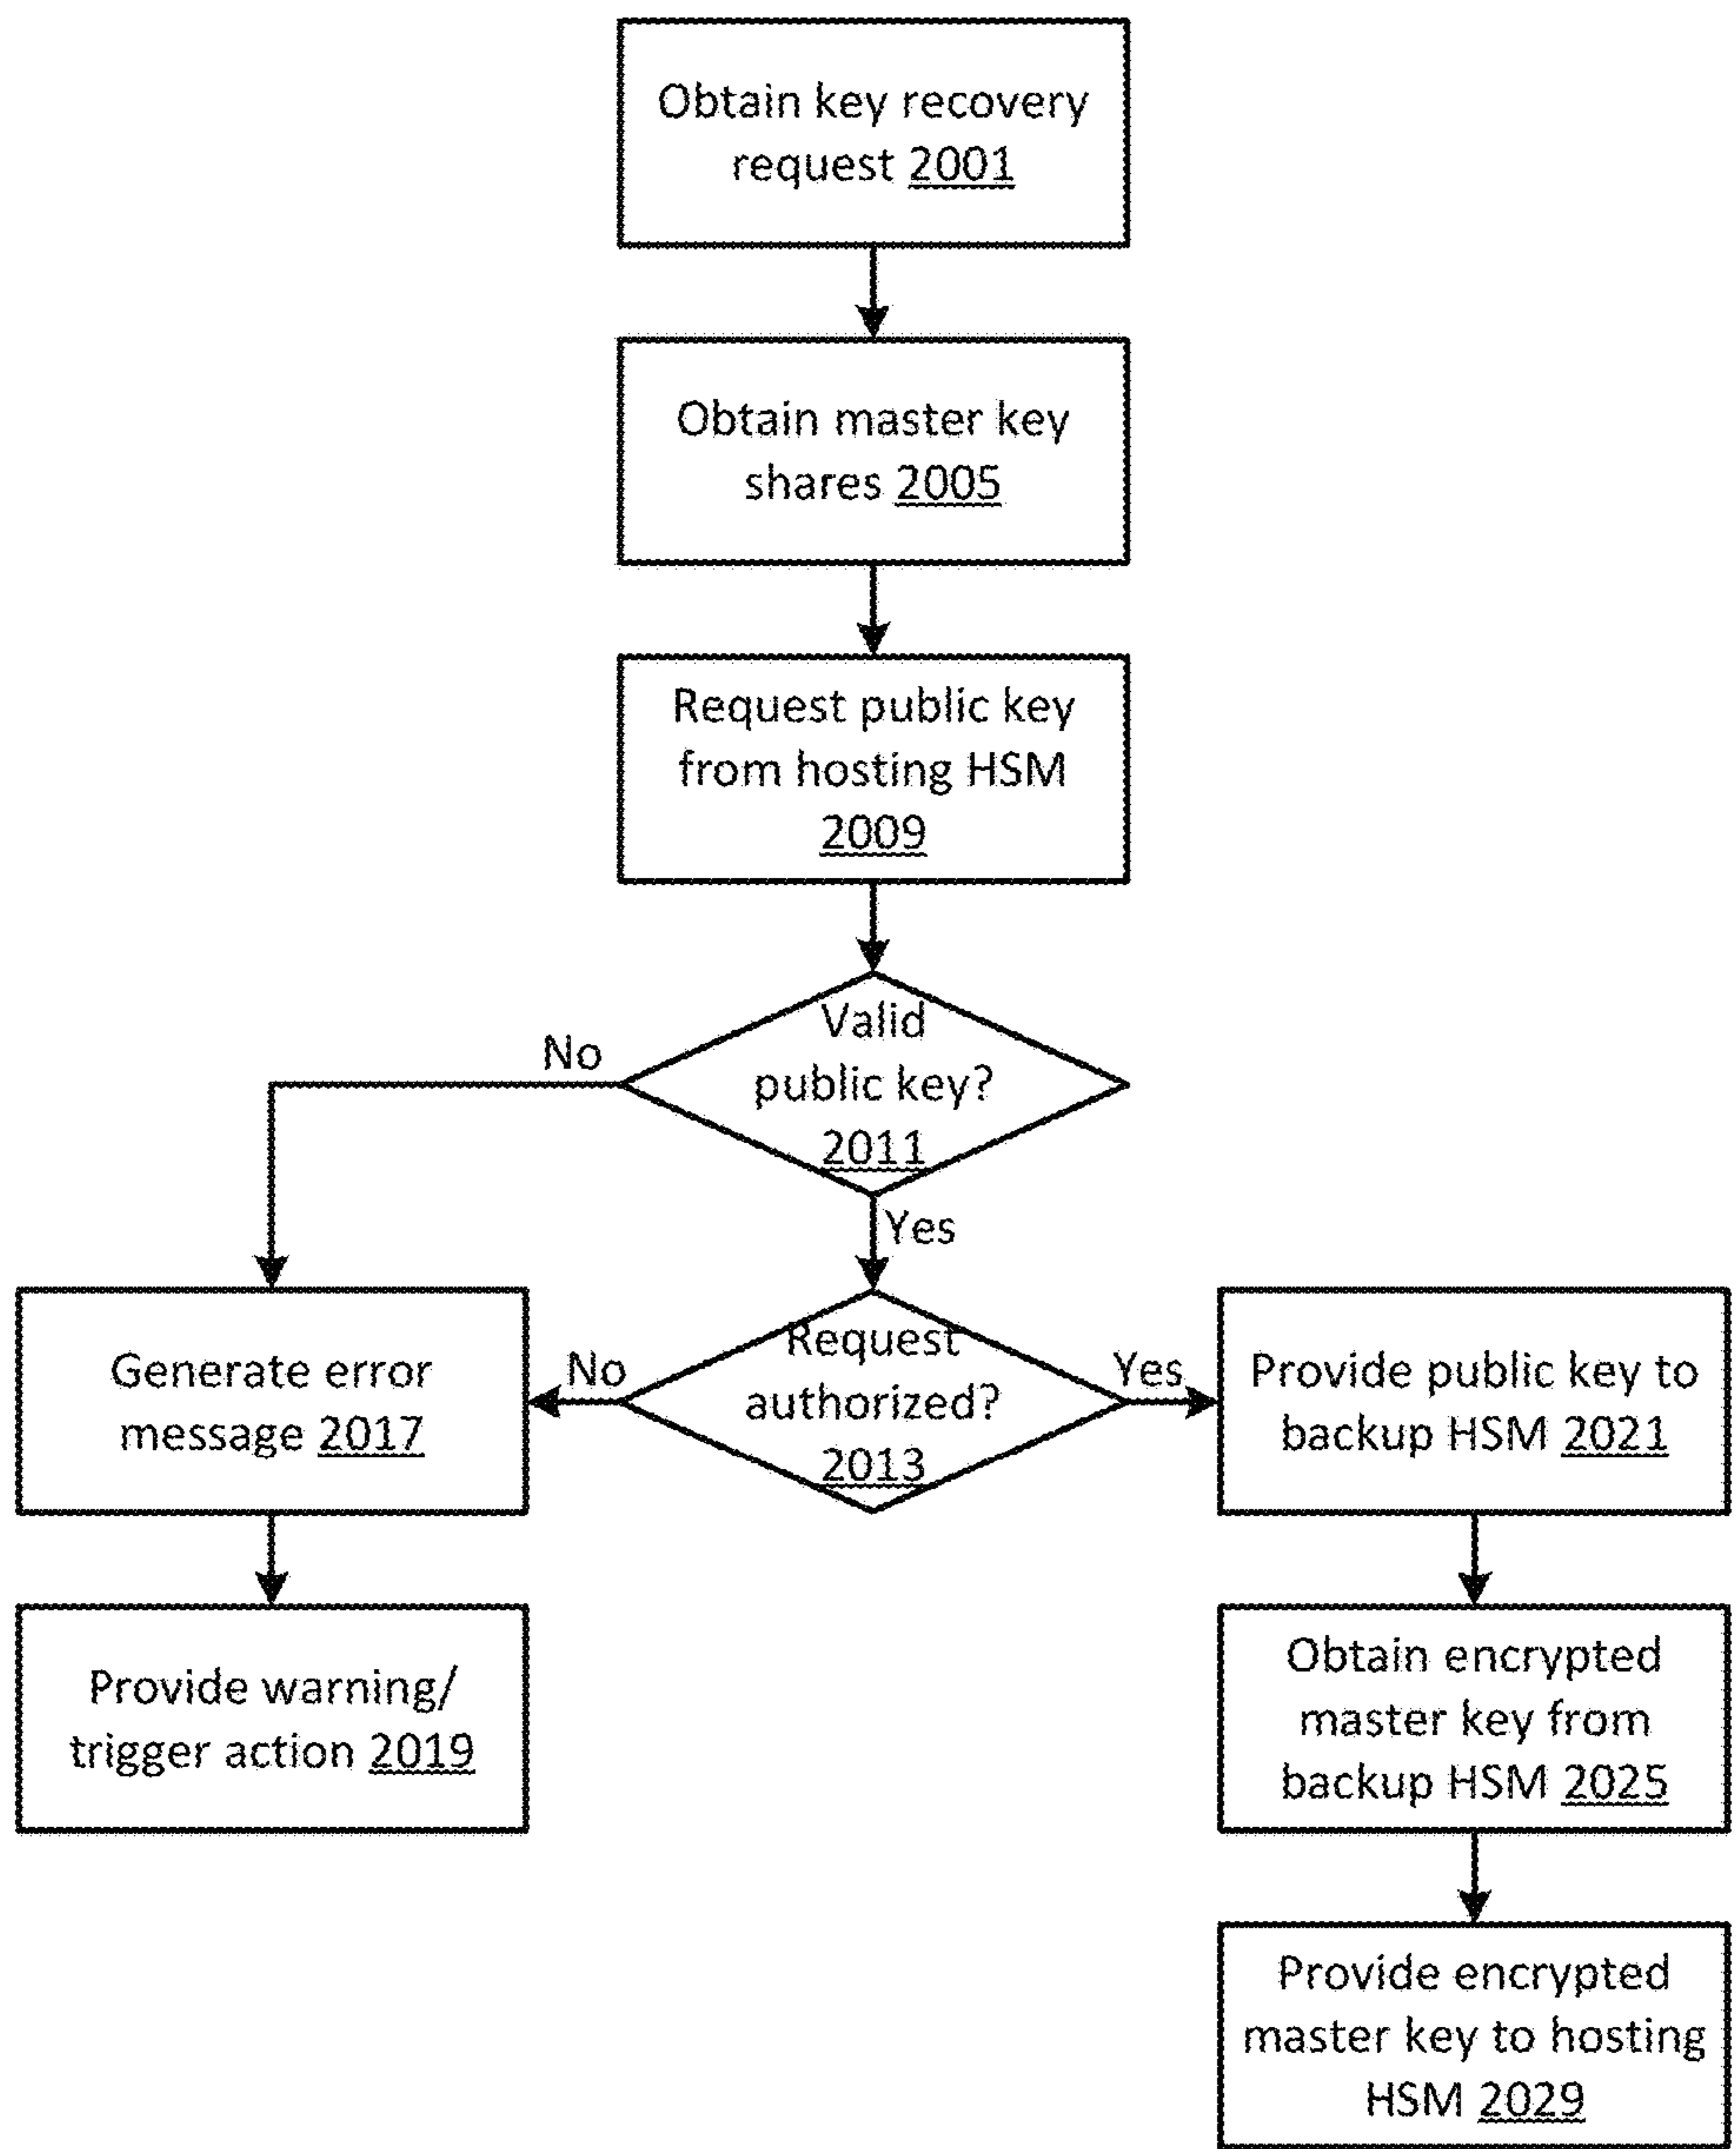 Obtain key recovery
request 2001
Obtain master key
shares 2005
Request public key
from hosting HSM
2009
Valid
public key?
2011
No
Yes
Generate error
message 2017
No
Request
authorized?
2013
Yes
Provide public key to
backup HSM 2021
Provide warning/
trigger action 2019
Obtain encrypted
master key from
backup HSM 2025
Provide encrypted
master key to hosting
HSM 2029